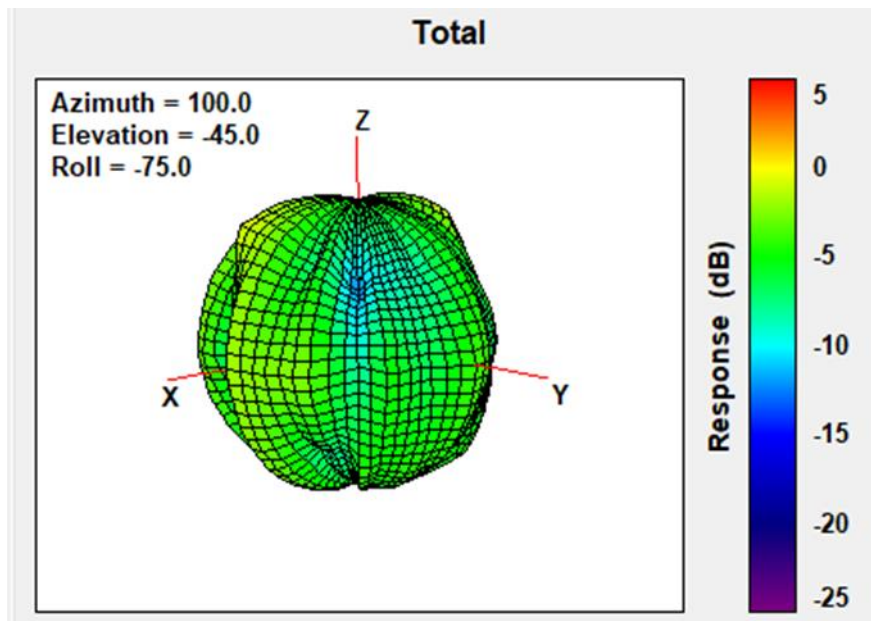 Total
Azimuth = 100.0
Elevation = -45.0
Roll = -75.0
Z
X
Y
Response (dB)
5
0
-5
-10
-15
-20
-25